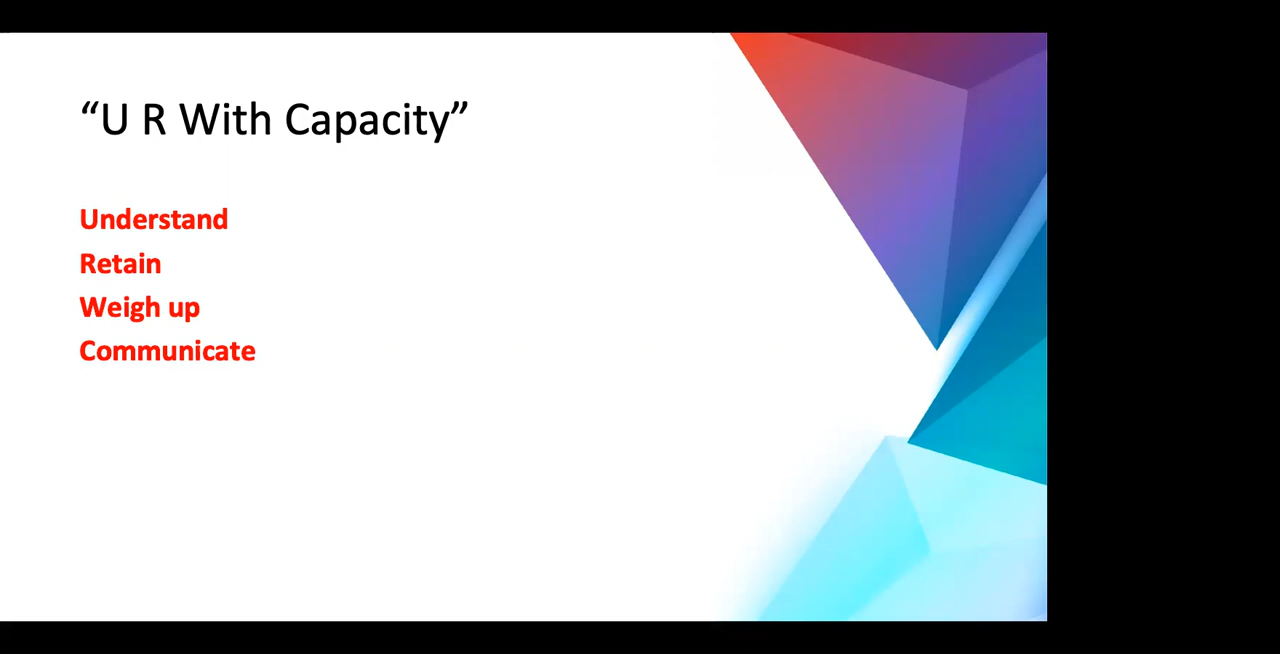 “U R With Capacity”
Understand
Retain
Weigh up
Communicate